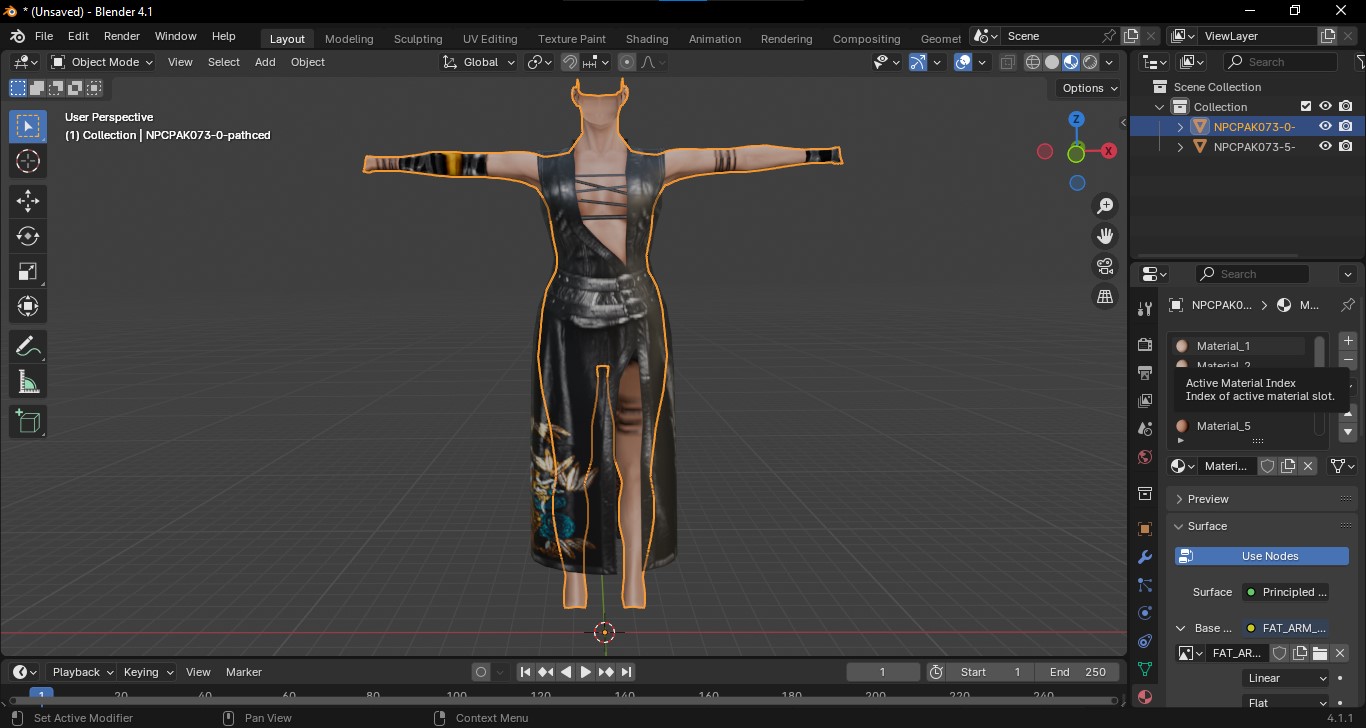 * (Unsaved) - Blender 4.1
File Edit Render Window Help
Layout Modeling Sculpting UV Editing Texture Paint Shading Animation Rendering Compositing Geomet
Scene
ViewLayer
Object Mode View Select Add Object
Global
Search
Options
User Perspective
(1) Collection | NPCPAK073-0-pathced
Z
X
Scene Collection
Collection
NPCPAK073-0-
NPCPAK073-5-
Search
NPCPAK0... > M...
Material_1
Material_2
Active Material Index
Index of active material slot.
Material_5
Materi...
Preview
Surface
Use Nodes
Surface Principled ...
Base ... FAT_ARM_...
FAT_AR...
Linear
Flat
Playback Keying View Marker
1
Start 1
End 250
1 20 40 60 80 100 120 140 160 180 200 220 240
Set Active Modifier
Pan View
Context Menu
4.1.1